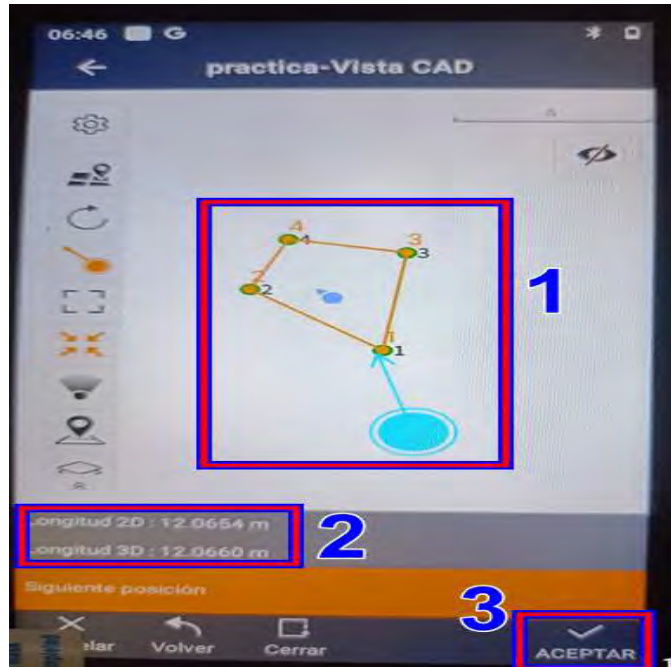 06:46 G
practica-Vista CAD
4
4
3
3
2
2
1
1
1
Longitud 2D : 12.0654 m
Longitud 3D : 12.0660 m
2
Siguiente posición
3
Volver
Cerrar
ACEPTAR